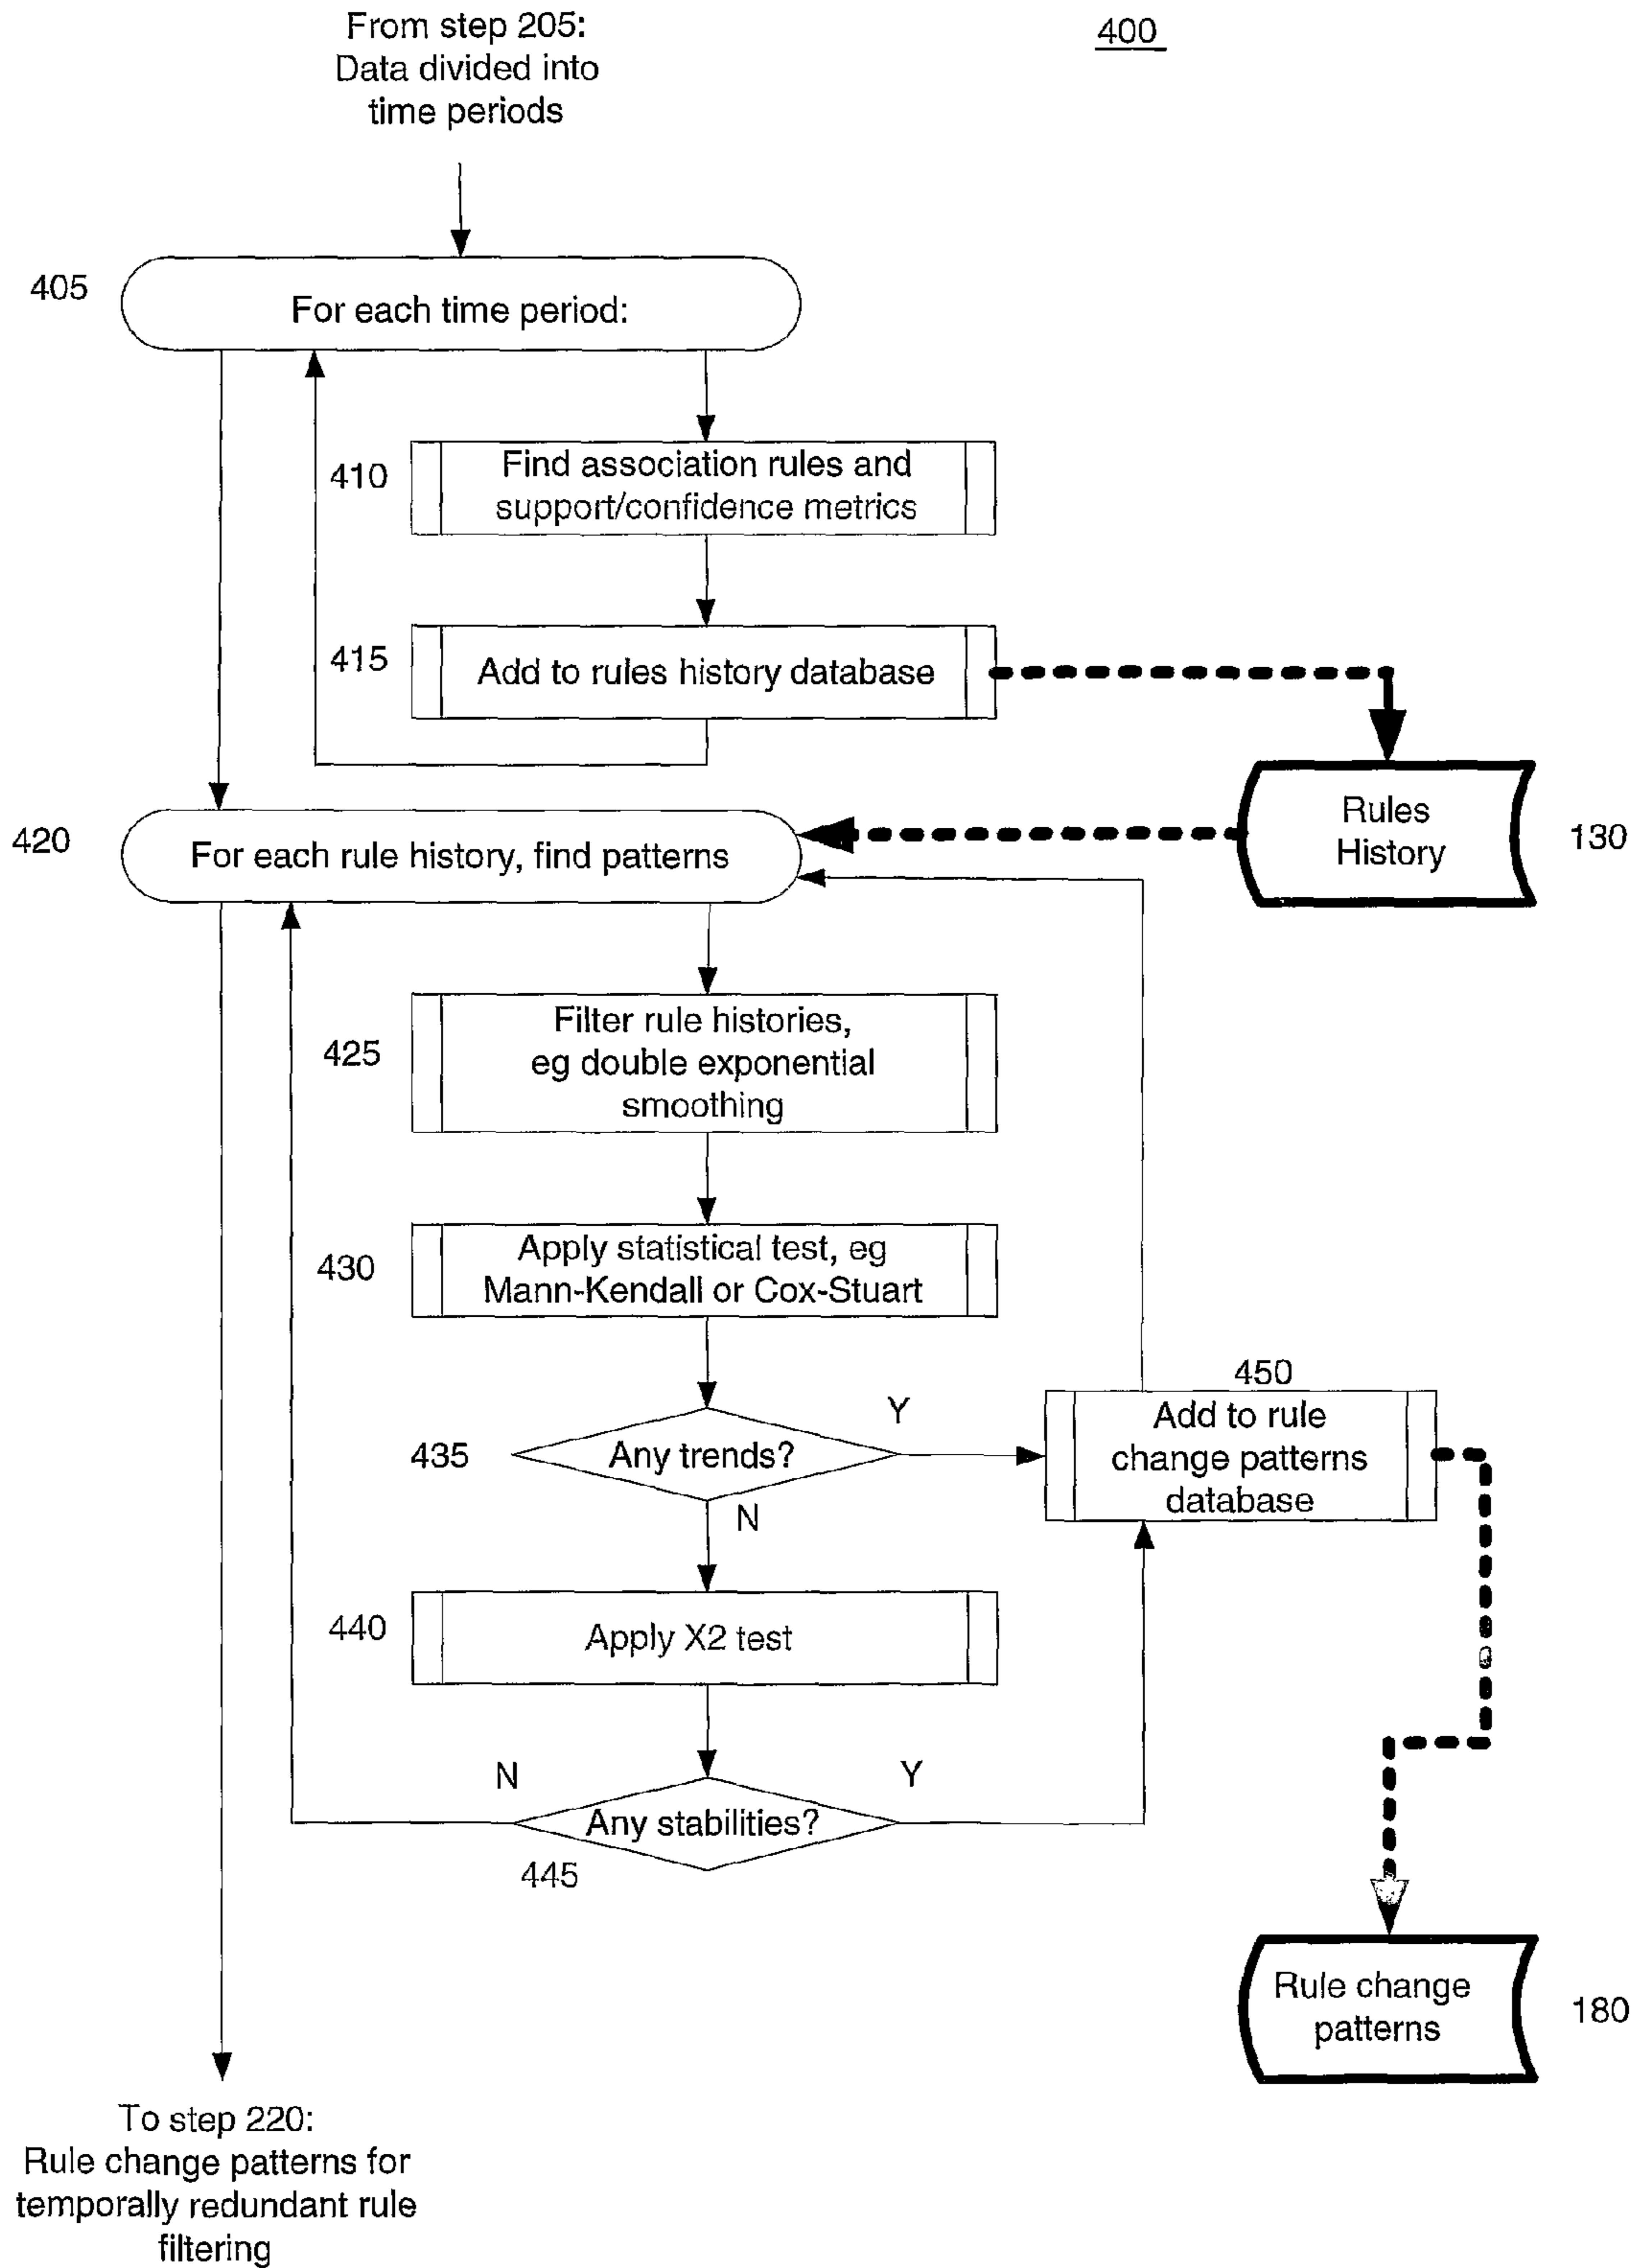 From step 205:
Data divided into
time periods
400
405
For each time period:
410
Find association rules and
support/confidence metrics
415
Add to rules history database
420
For each rule history, find patterns
Rules
History
130
425
Filter rule histories,
eg double exponential
smoothing
430
Apply statistical test, eg
Mann-Kendall or Cox-Stuart
435
Any trends?
Y
N
450
Add to rule
change patterns
database
440
Apply X2 test
N
Y
Any stabilities?
445
Rule change
patterns
180
To step 220:
Rule change patterns for
temporally redundant rule
filtering